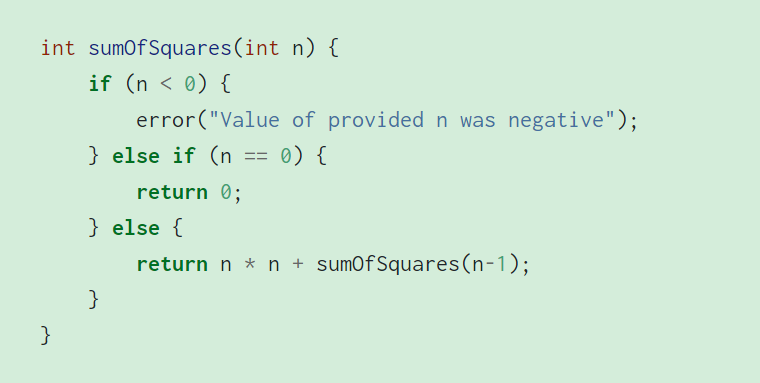 int sumOfSquares(int n) {
    if (n < 0) {
        error("Value of provided n was negative");
    } else if (n == 0) {
        return 0;
    } else {
        return n * n + sumOfSquares(n-1);
    }
}